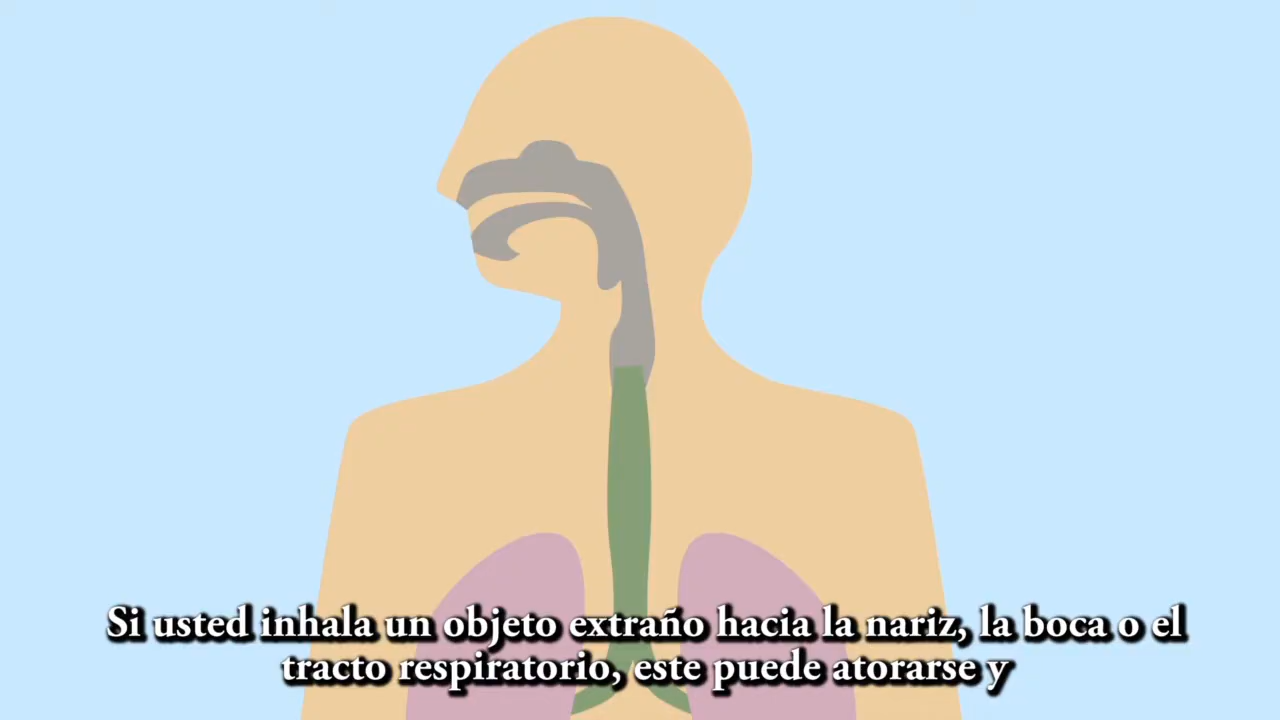 Si usted inhala un objeto extraño hacia la nariz, la boca o el
tracto respiratorio, este puede atorarse y